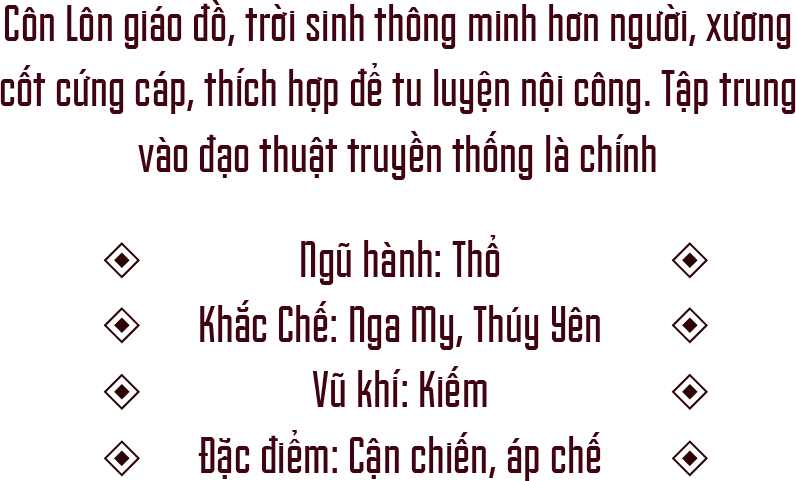 Côn Lôn giáo đồ, trời sinh thông minh hơn người, xương
cốt cứng cáp, thích hợp để tu luyện nội công. Tập trung
vào đạo thuật truyền thống là chính
Ngũ hành: Thổ
Khắc Chế: Nga My, Thúy Yên
Vũ khí: Kiếm
Đặc điểm: Cận chiến, áp chế